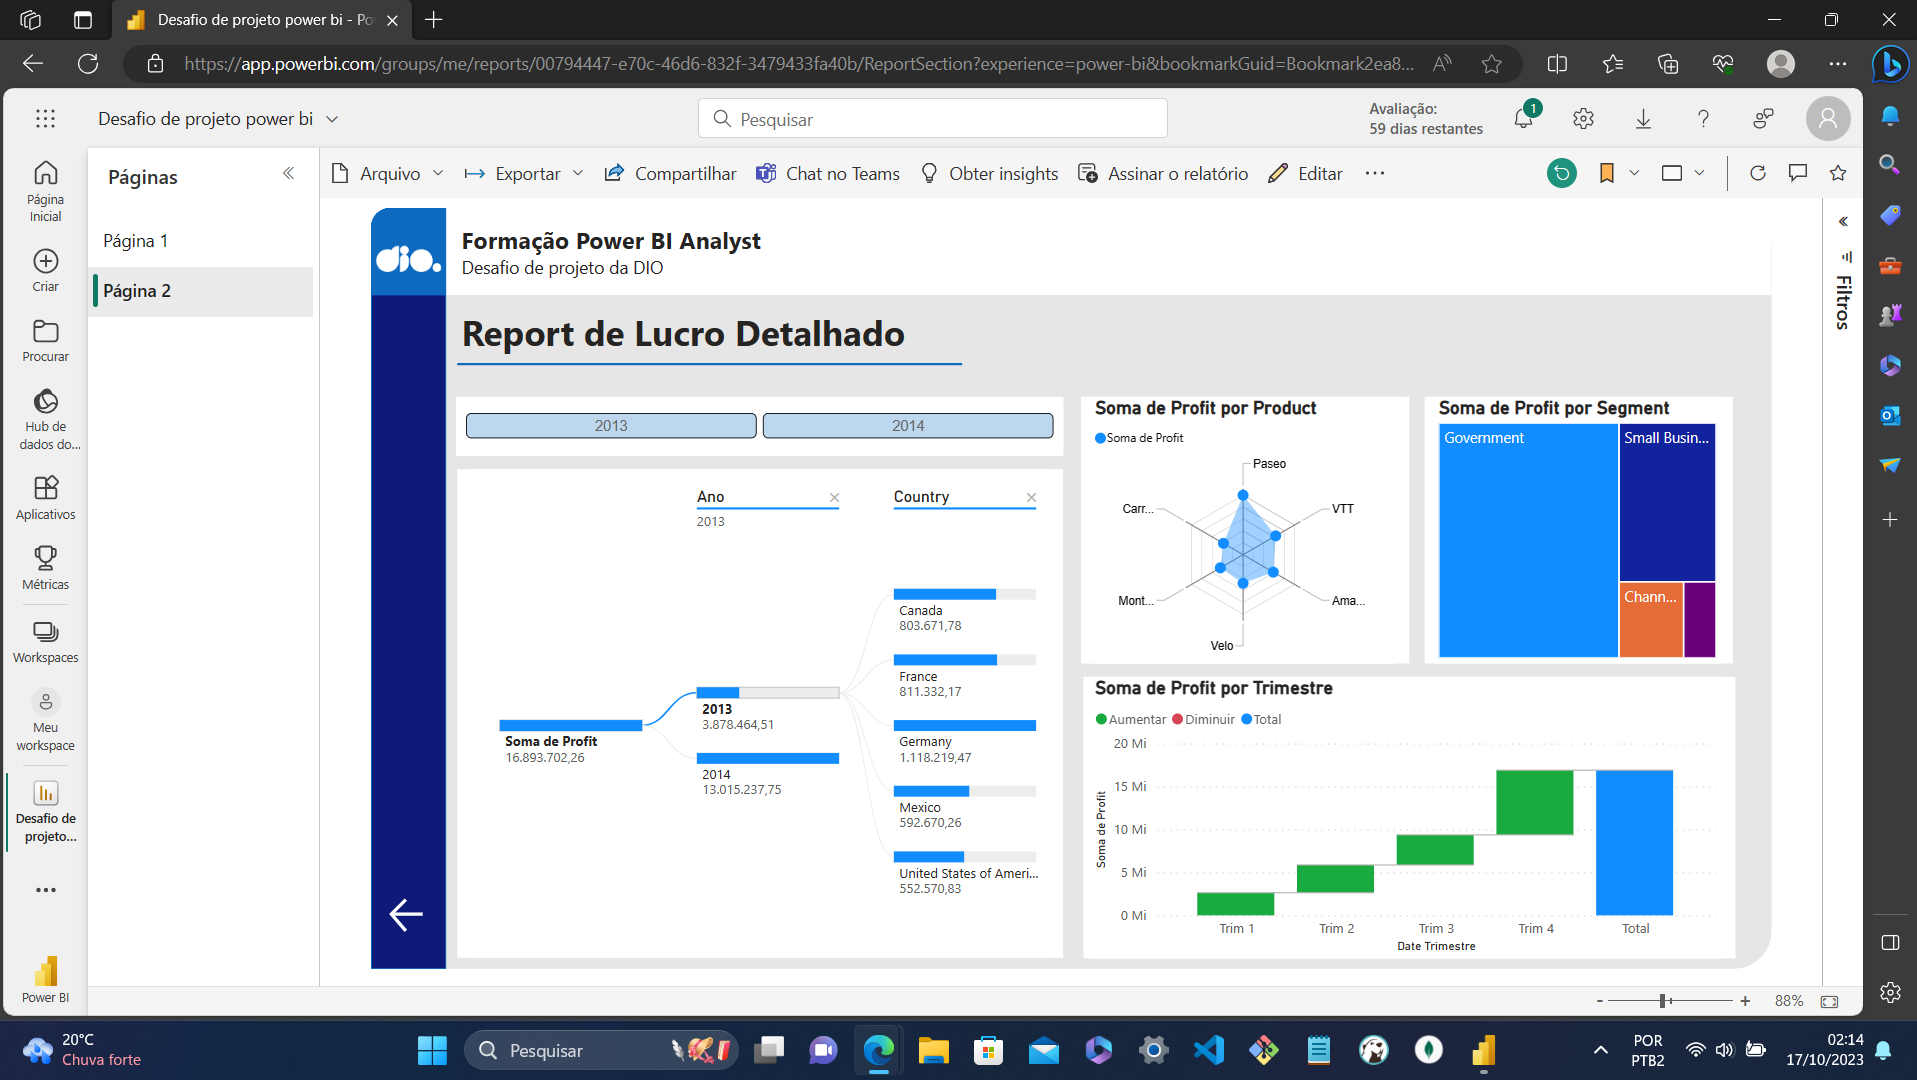 Desafio de projeto power bi - Po
https://app.powerbi.com/groups/me/reports/00794447-e70c-46d6-832f-3479433fa40b/ReportSection?experience=power-bi&bookmarkGuid=Bookmark2ea8...
Desafio de projeto power bi
Pesquisar
Avaliação:
59 dias restantes
1
Página
Inicial
Criar
Procurar
Hub de
dados do...
Aplicativos
Métricas
Workspaces
Meu
workspace
Desafio de
projeto...
Power BI
Páginas
Página 1
Página 2
Arquivo
Exportar
Compartilhar
Chat no Teams
Obter insights
Assinar o relatório
Editar
Filtros
dio.
Formação Power BI Analyst
Desafio de projeto da DIO
Report de Lucro Detalhado
2013
2014
Ano
2013
Country
Soma de Profit
16.893.702,26
2013
3.878.464,51
2014
13.015.237,75
Canada
803.671,78
France
811.332,17
Germany
1.118.219,47
Mexico
592.670,26
United States of Ameri...
552.570,83
Soma de Profit por Product
Soma de Profit
Paseo
VTT
Ama...
Velo
Mont...
Carr...
Soma de Profit por Segment
Government
Small Busin...
Chann...
Soma de Profit por Trimestre
Aumentar
Diminuir
Total
Soma de Profit
20 Mi
15 Mi
10 Mi
5 Mi
0 Mi
Trim 1
Trim 2
Trim 3
Trim 4
Total
Date Trimestre
- + 88%
20°C
Chuva forte
Pesquisar
POR
PTB2
02:14
17/10/2023